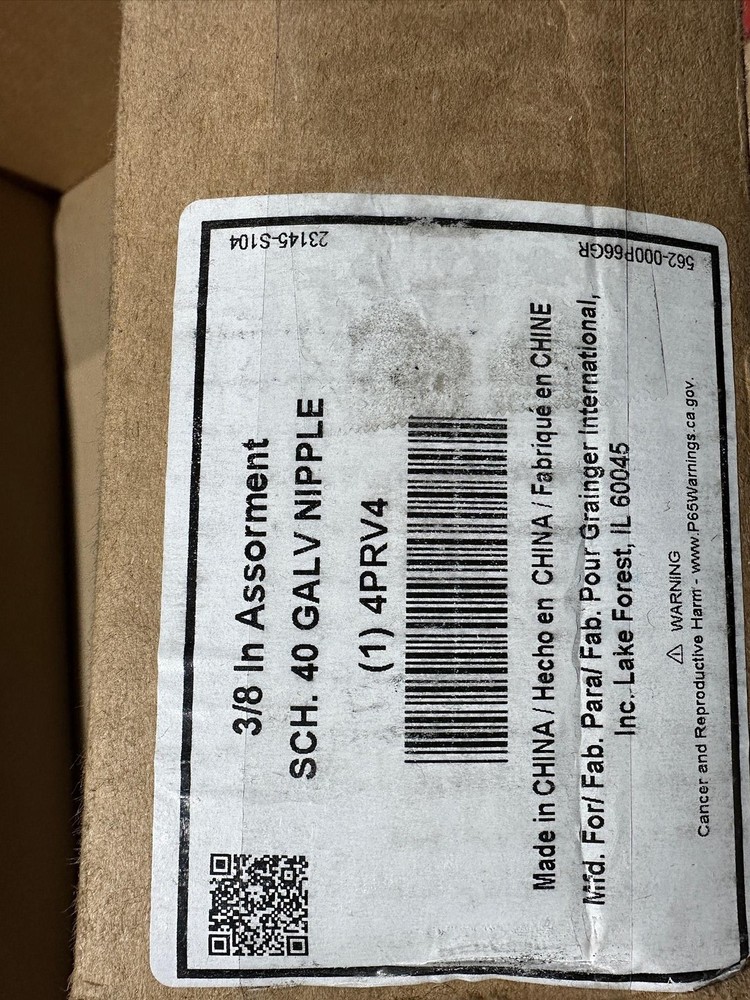 3/8 In Assorment
SCH. 40 GALV NIPPLE
(1) 4PRV4
Made in CHINA / Hecho en CHINA / Fabriqué en CHINE
Mfd. For/ Fab. Para/ Fab. Pour Grainger International,
Inc. Lake Forest, IL 60045
⚠ WARNING
Cancer and Reproductive Harm - www.P65Warnings.ca.gov.
23145-S104
562-000P66GR